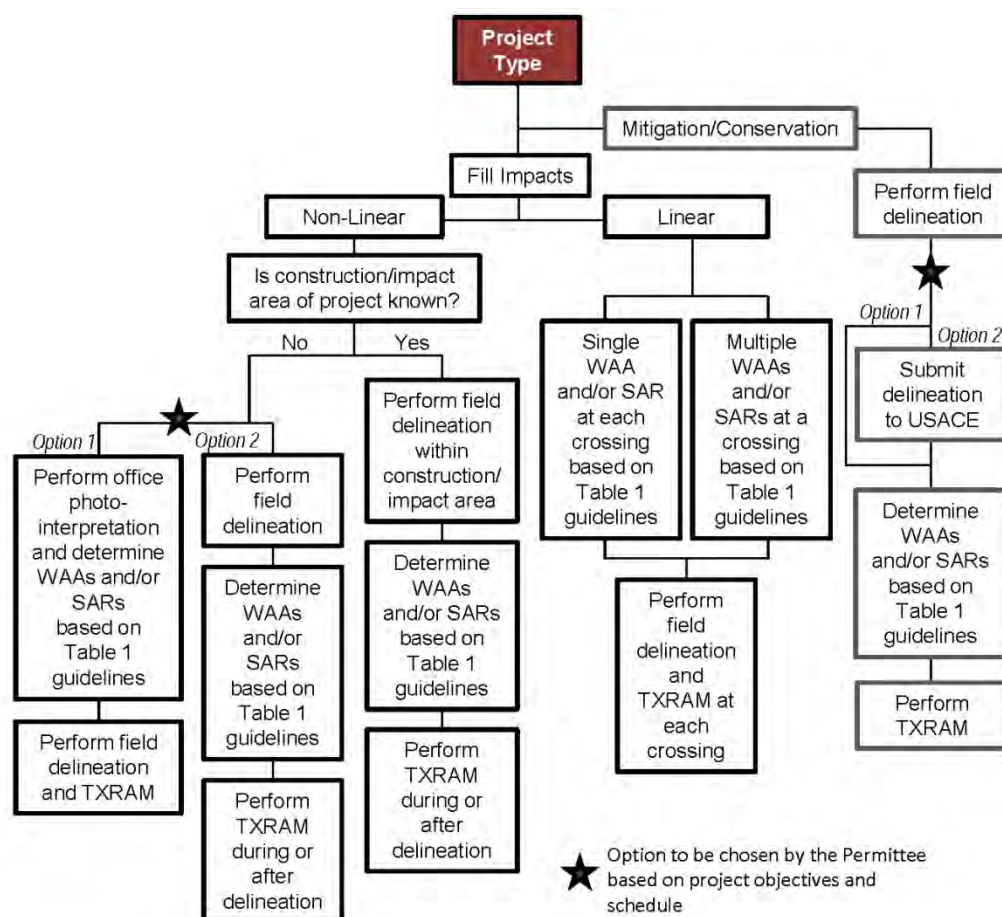 Project
Type
Mitigation/Conservation
Fill Impacts
Perform field
delineation
Non-Linear
Linear
Is construction/impact
area of project known?
No
Yes
Option 1
Option 2
Perform office
photo-
interpretation
and determine
WAAs and/or
SARs
based on
Table 1
guidelines
Perform field
delineation
and TXRAM
Perform
field
delineation
Determine
WAAs
and/or
SARs
based on
Table 1
guidelines
Perform
TXRAM
during or
after
delineation
Perform field
delineation
within
construction/
impact area
Determine
WAAs
and/or SARs
based on
Table 1
guidelines
Perform
TXRAM
during or
after
delineation
Single
WAA
and/or SAR
at each
crossing
based on
Table 1
guidelines
Multiple
WAAs
and/or
SARs at a
crossing
based on
Table 1
guidelines
Perform
field
delineation
and
TXRAM at
each
crossing
Option 1
Option 2
Submit
delineation
to USACE
Determine
WAAs
and/or SARs
based on
Table 1
guidelines
Perform
TXRAM
Option to be chosen by the Permittee
based on project objectives and
schedule